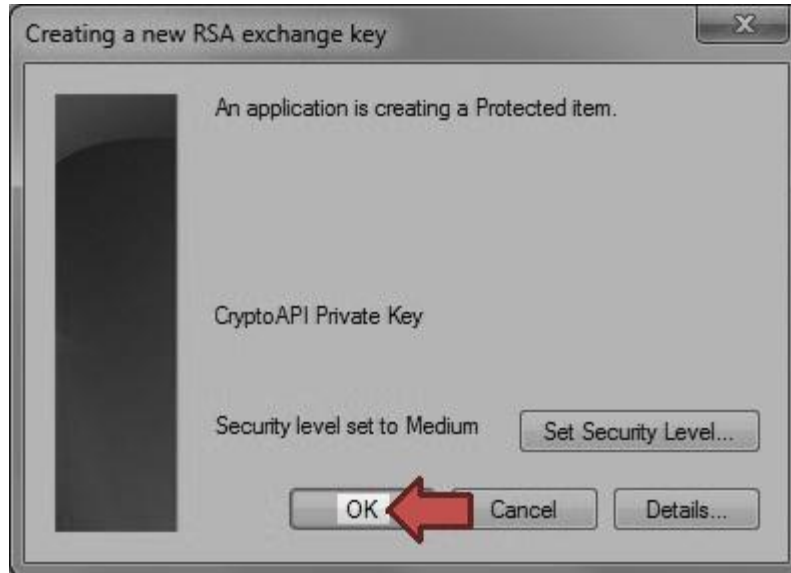 Creating a new RSA exchange key
An application is creating a Protected item.
CryptoAPI Private Key
Security level set to Medium
Set Security Level...
OK
Cancel
Details...